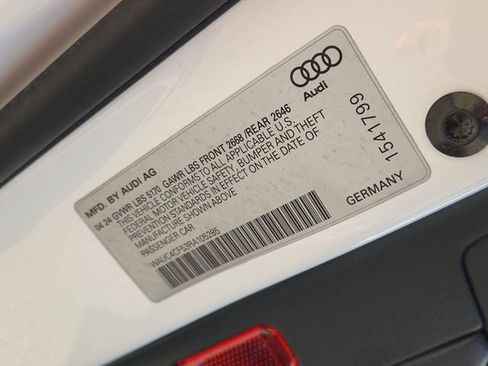 Audi
MFD. BY AUDI AG
04 24 GVWR LBS 5170 GAWR LBS FRONT 2668 /REAR 2646
THIS VEHICLE CONFORMS TO ALL APPLICABLE U.S.
FEDERAL MOTOR VEHICLE SAFETY, BUMPER AND THEFT
PREVENTION STANDARDS IN EFFECT ON THE DATE OF
MANUFACTURE SHOWN ABOVE
PASSENGER CAR
WAUC4CF53RA105285
GERMANY
1541799